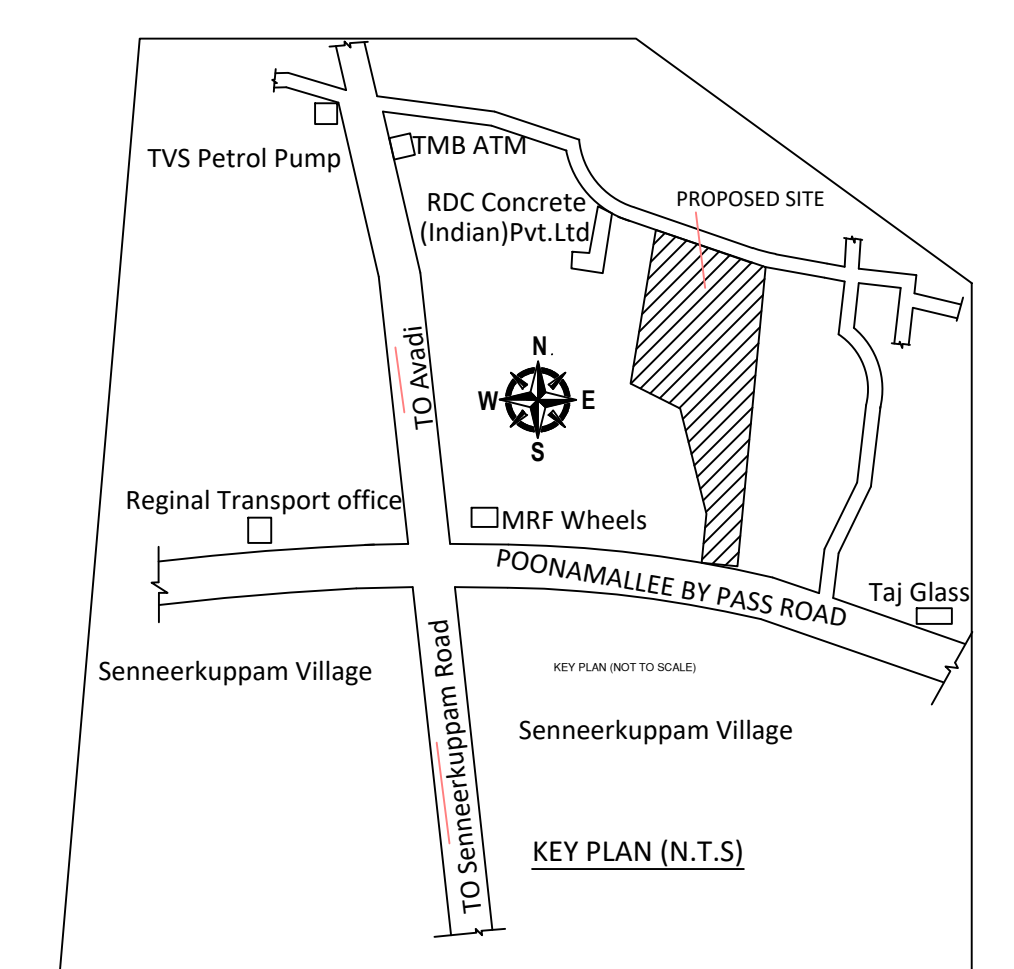 TVS Petrol Pump
TMB ATM
RDC Concrete
(Indian)Pvt.Ltd
PROPOSED SITE
TO Avadi
N
W
E
S
Reginal Transport office
MRF Wheels
POONAMALLEE BY PASS ROAD
Taj Glass
Senneerkuppam Village
TO Senneerkuppam Road
KEY PLAN (NOT TO SCALE)
Senneerkuppam Village
KEY PLAN (N.T.S)